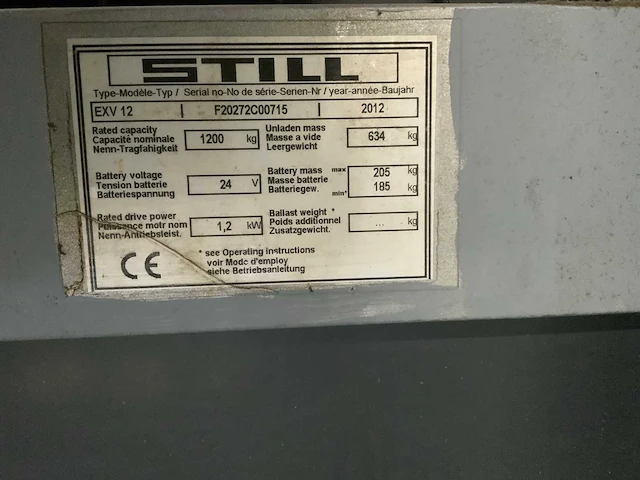 STILL
Type-Modèle-Typ / Serial no-No de série-Serien-Nr / year-année-Baujahr
EXV 12 | F20272C00715 | 2012
Rated capacity
Capacité nominale
Nenn-Tragfahigkeit
1200 kg
Unladen mass
Masse a vide
Leergewicht
634 kg
Battery voltage
Tension batterie
Batteriespannung
24 V
Battery mass max
Masse batterie
Batteriegew. min*
205 kg
185 kg
Rated drive power
Puissance motr nom
Nenn-Antriebsleist.
1,2 kW
Ballast weight *
Poids additionnel
Zusatzgewicht.
... kg
CE
* see Operating instructions
voir Mode d'employ
siehe Betriebsanleitung